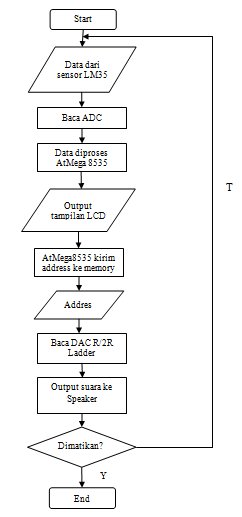 Start
Data dari
sensor LM35
Baca ADC
Data diproses
AtMega 8535
T
Output
tampilan LCD
AtMega8535 kirim
address ke memory
Addres
Baca DAC R/2R
Ladder
Output suara ke
Speaker
Dimatikan?
Y
End